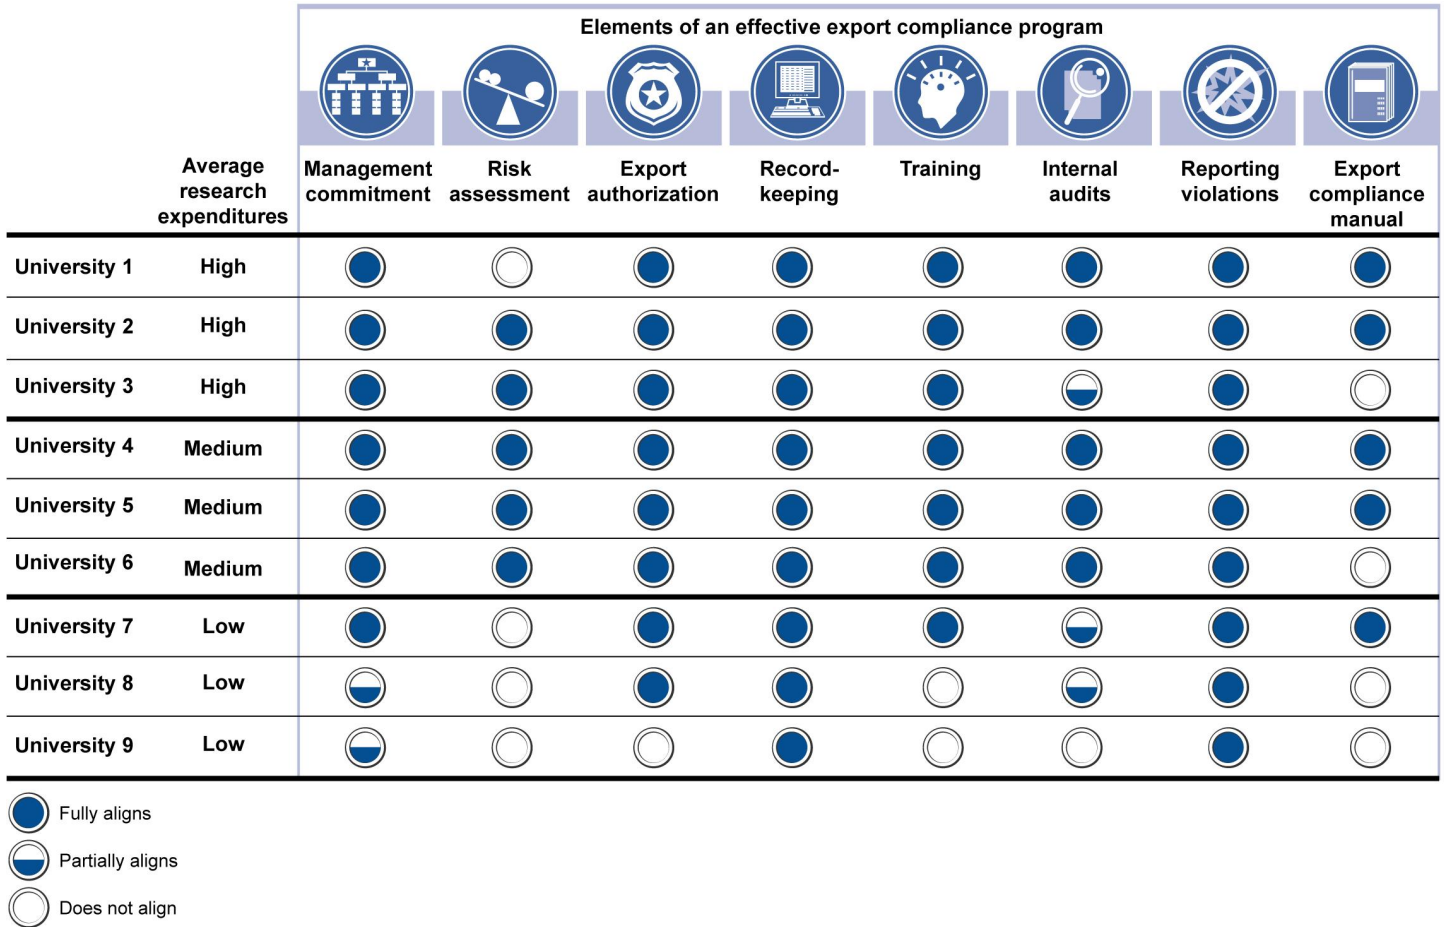 Elements of an effective export compliance program
Average research expenditures
Management commitment
Risk assessment
Export authorization
Record-keeping
Training
Internal audits
Reporting violations
Export compliance manual
University 1 High
University 2 High
University 3 High
University 4 Medium
University 5 Medium
University 6 Medium
University 7 Low
University 8 Low
University 9 Low
Fully aligns
Partially aligns
Does not align